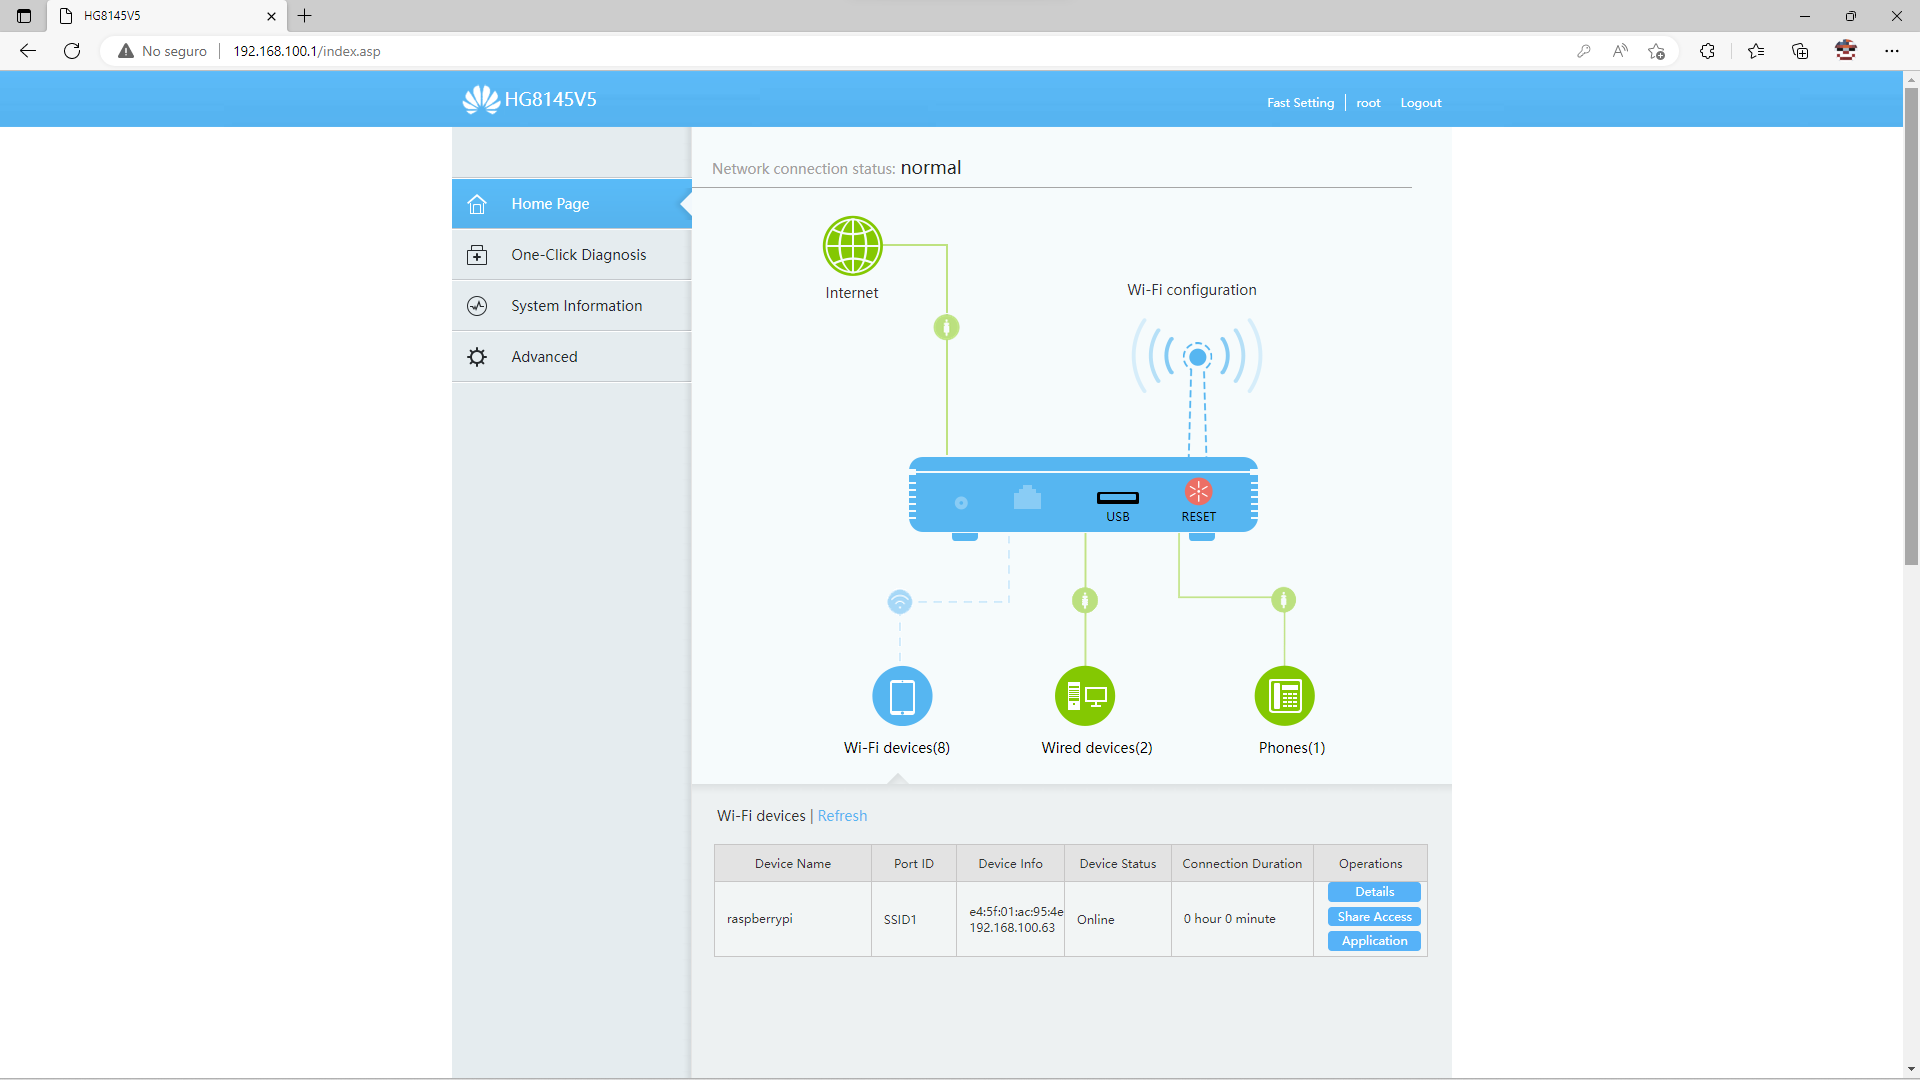 HG8145V5
No seguro
192.168.100.1/index.asp
HG8145V5
Fast Setting
root
Logout
Network connection status: normal
Home Page
One-Click Diagnosis
System Information
Advanced
Internet
Wi-Fi configuration
USB
RESET
Wi-Fi devices(8)
Wired devices(2)
Phones(1)
Wi-Fi devices | Refresh
Device Name
Port ID
Device Info
Device Status
Connection Duration
Operations
raspberrypi
SSID1
e4:5f:01:ac:95:4e
192.168.100.63
Online
0 hour 0 minute
Details
Share Access
Application